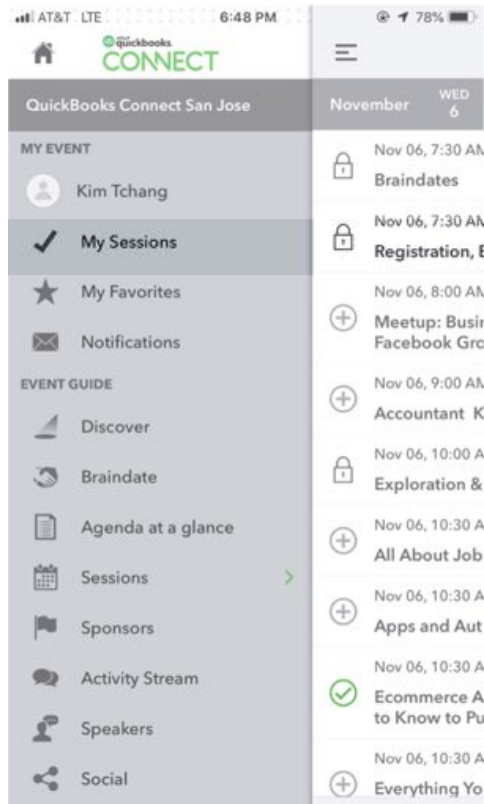 AT&T LTE 6:48 PM 78%
intuit quickbooks.
CONNECT
QuickBooks Connect San Jose
MY EVENT
Kim Tchang
My Sessions
My Favorites
Notifications
EVENT GUIDE
Discover
Braindate
Agenda at a glance
Sessions
Sponsors
Activity Stream
Speakers
Social
November WED
6
Nov 06, 7:30 AM
Braindates
Nov 06, 7:30 AM
Registration,
Nov 06, 8:00 AM
Meetup:
Facebook
Nov 06, 9:00 AM
Accountant K
Nov 06, 10:00 A
Exploration &
Nov 06, 10:30 A
All About Job
Nov 06, 10:30 A
Apps and Aut
Nov 06, 10:30 A
Ecommerce A
to Know to Pu
Nov 06, 10:30 A
Everything Yo